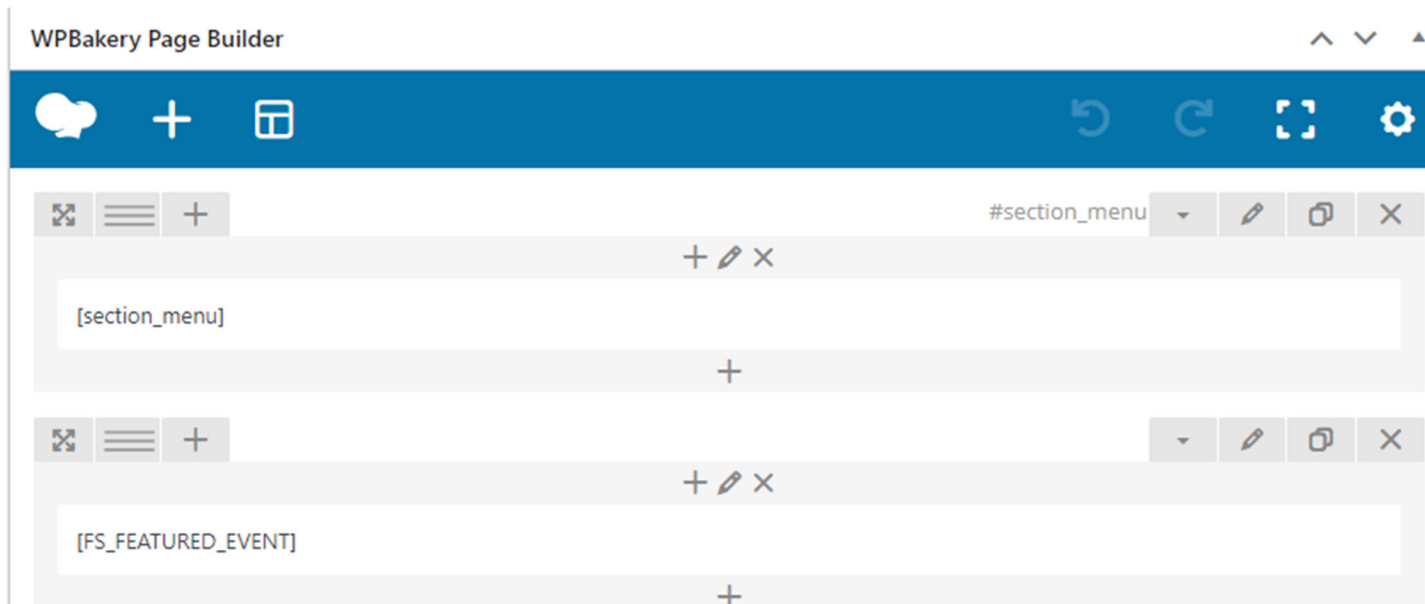 WPBakery Page Builder
#section_menu
[section_menu]
[FS_FEATURED_EVENT]